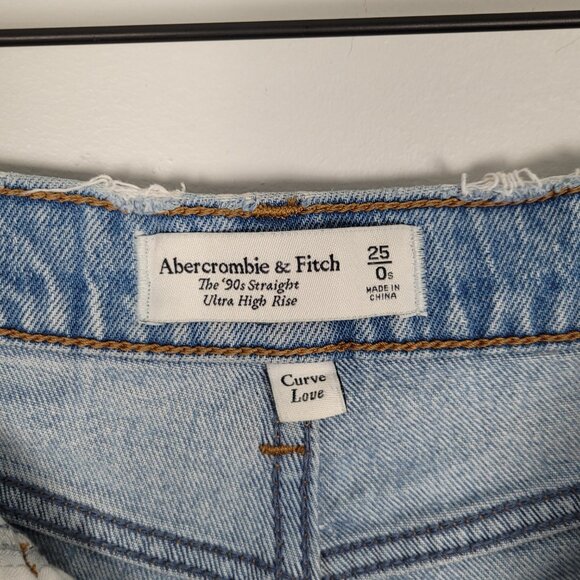 Abercrombie & Fitch
The '90s Straight
Ultra High Rise
25
0s
MADE IN
CHINA
Curve
Love